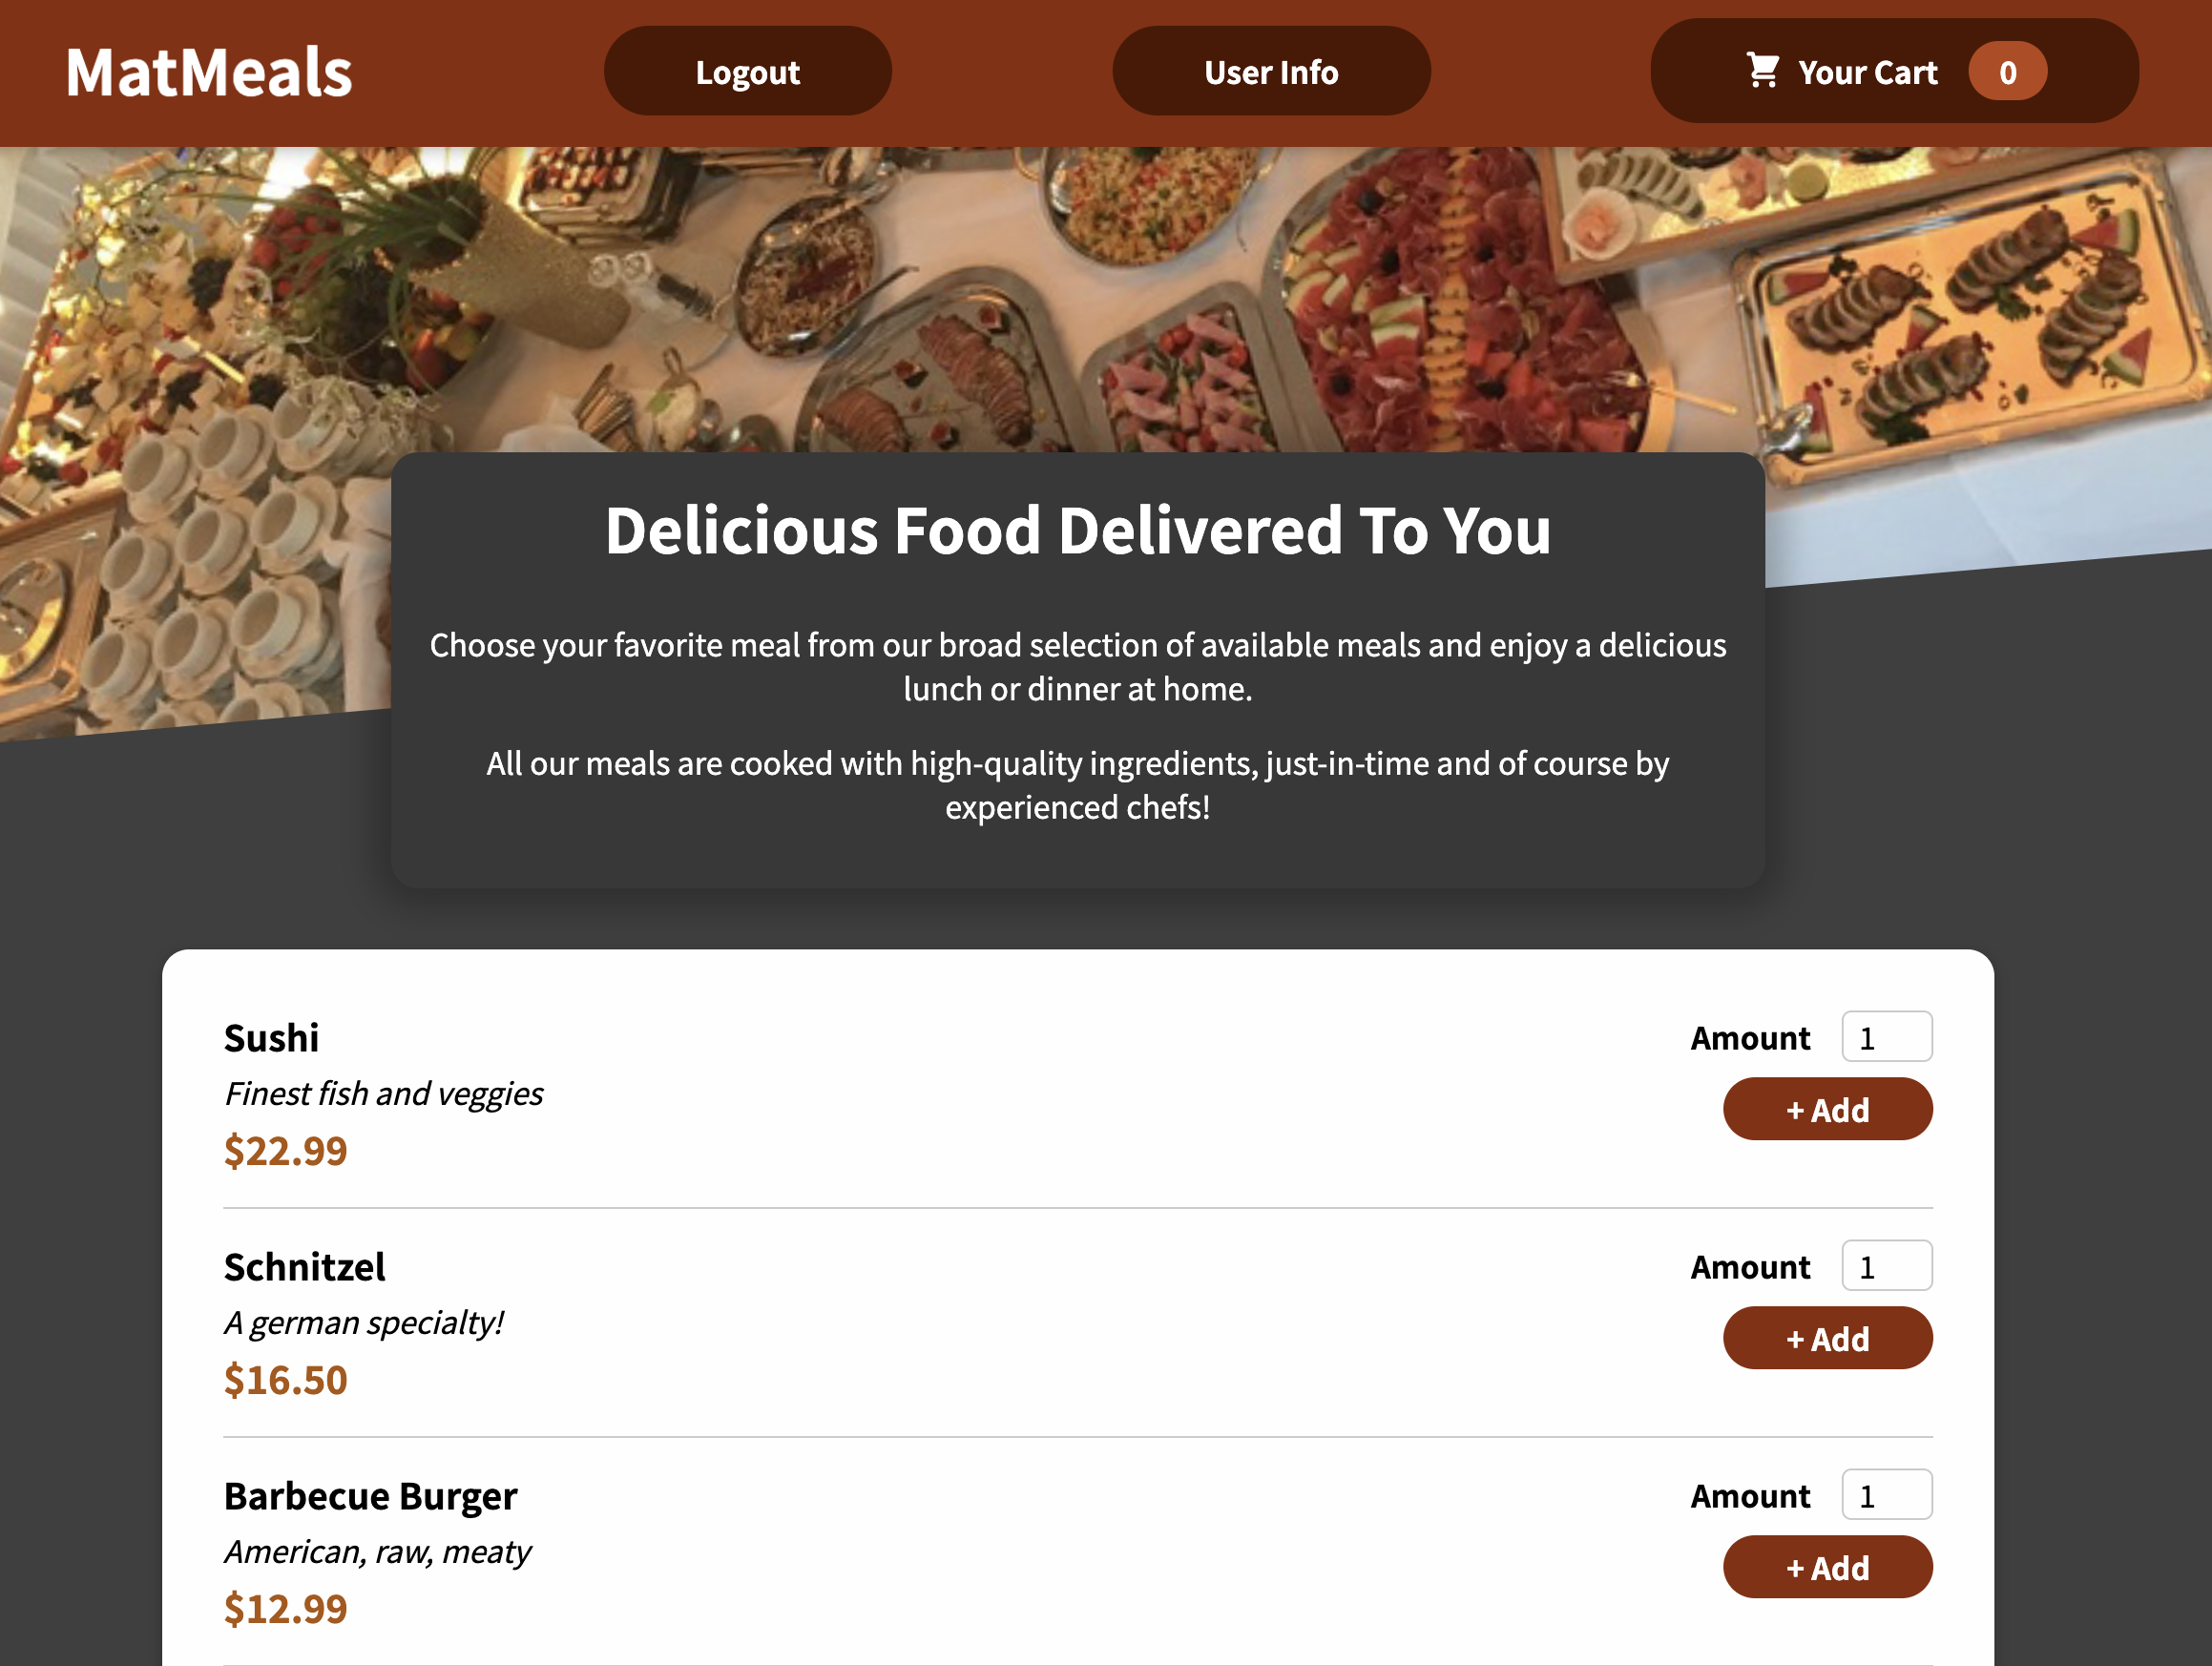 MatMeals
Logout
User Info
Your Cart 0
Delicious Food Delivered To You
Choose your favorite meal from our broad selection of available meals and enjoy a delicious
lunch or dinner at home.
All our meals are cooked with high-quality ingredients, just-in-time and of course by
experienced chefs!
Sushi
Finest fish and veggies
$22.99
Amount 1
+ Add
Schnitzel
A german specialty!
$16.50
Amount 1
+ Add
Barbecue Burger
American, raw, meaty
$12.99
Amount 1
+ Add